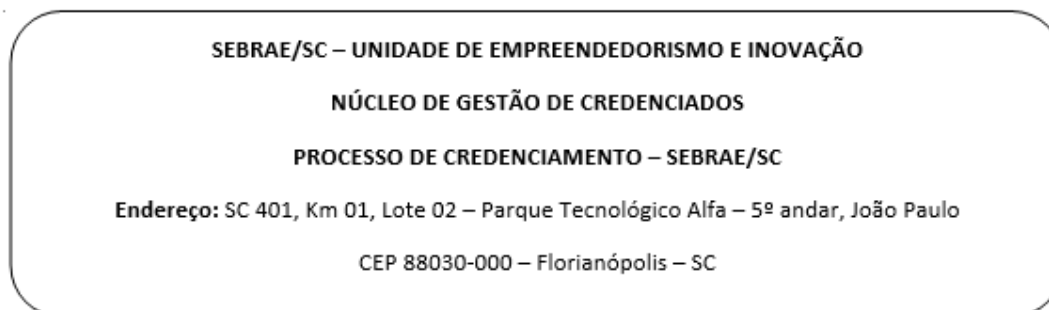 SEBRAE/SC – UNIDADE DE EMPREENDEDORISMO E INOVAÇÃO
NÚCLEO DE GESTÃO DE CREDENCIADOS
PROCESSO DE CREDENCIAMENTO – SEBRAE/SC
Endereço: SC 401, Km 01, Lote 02 – Parque Tecnológico Alfa – 5º andar, João Paulo
CEP 88030-000 – Florianópolis – SC